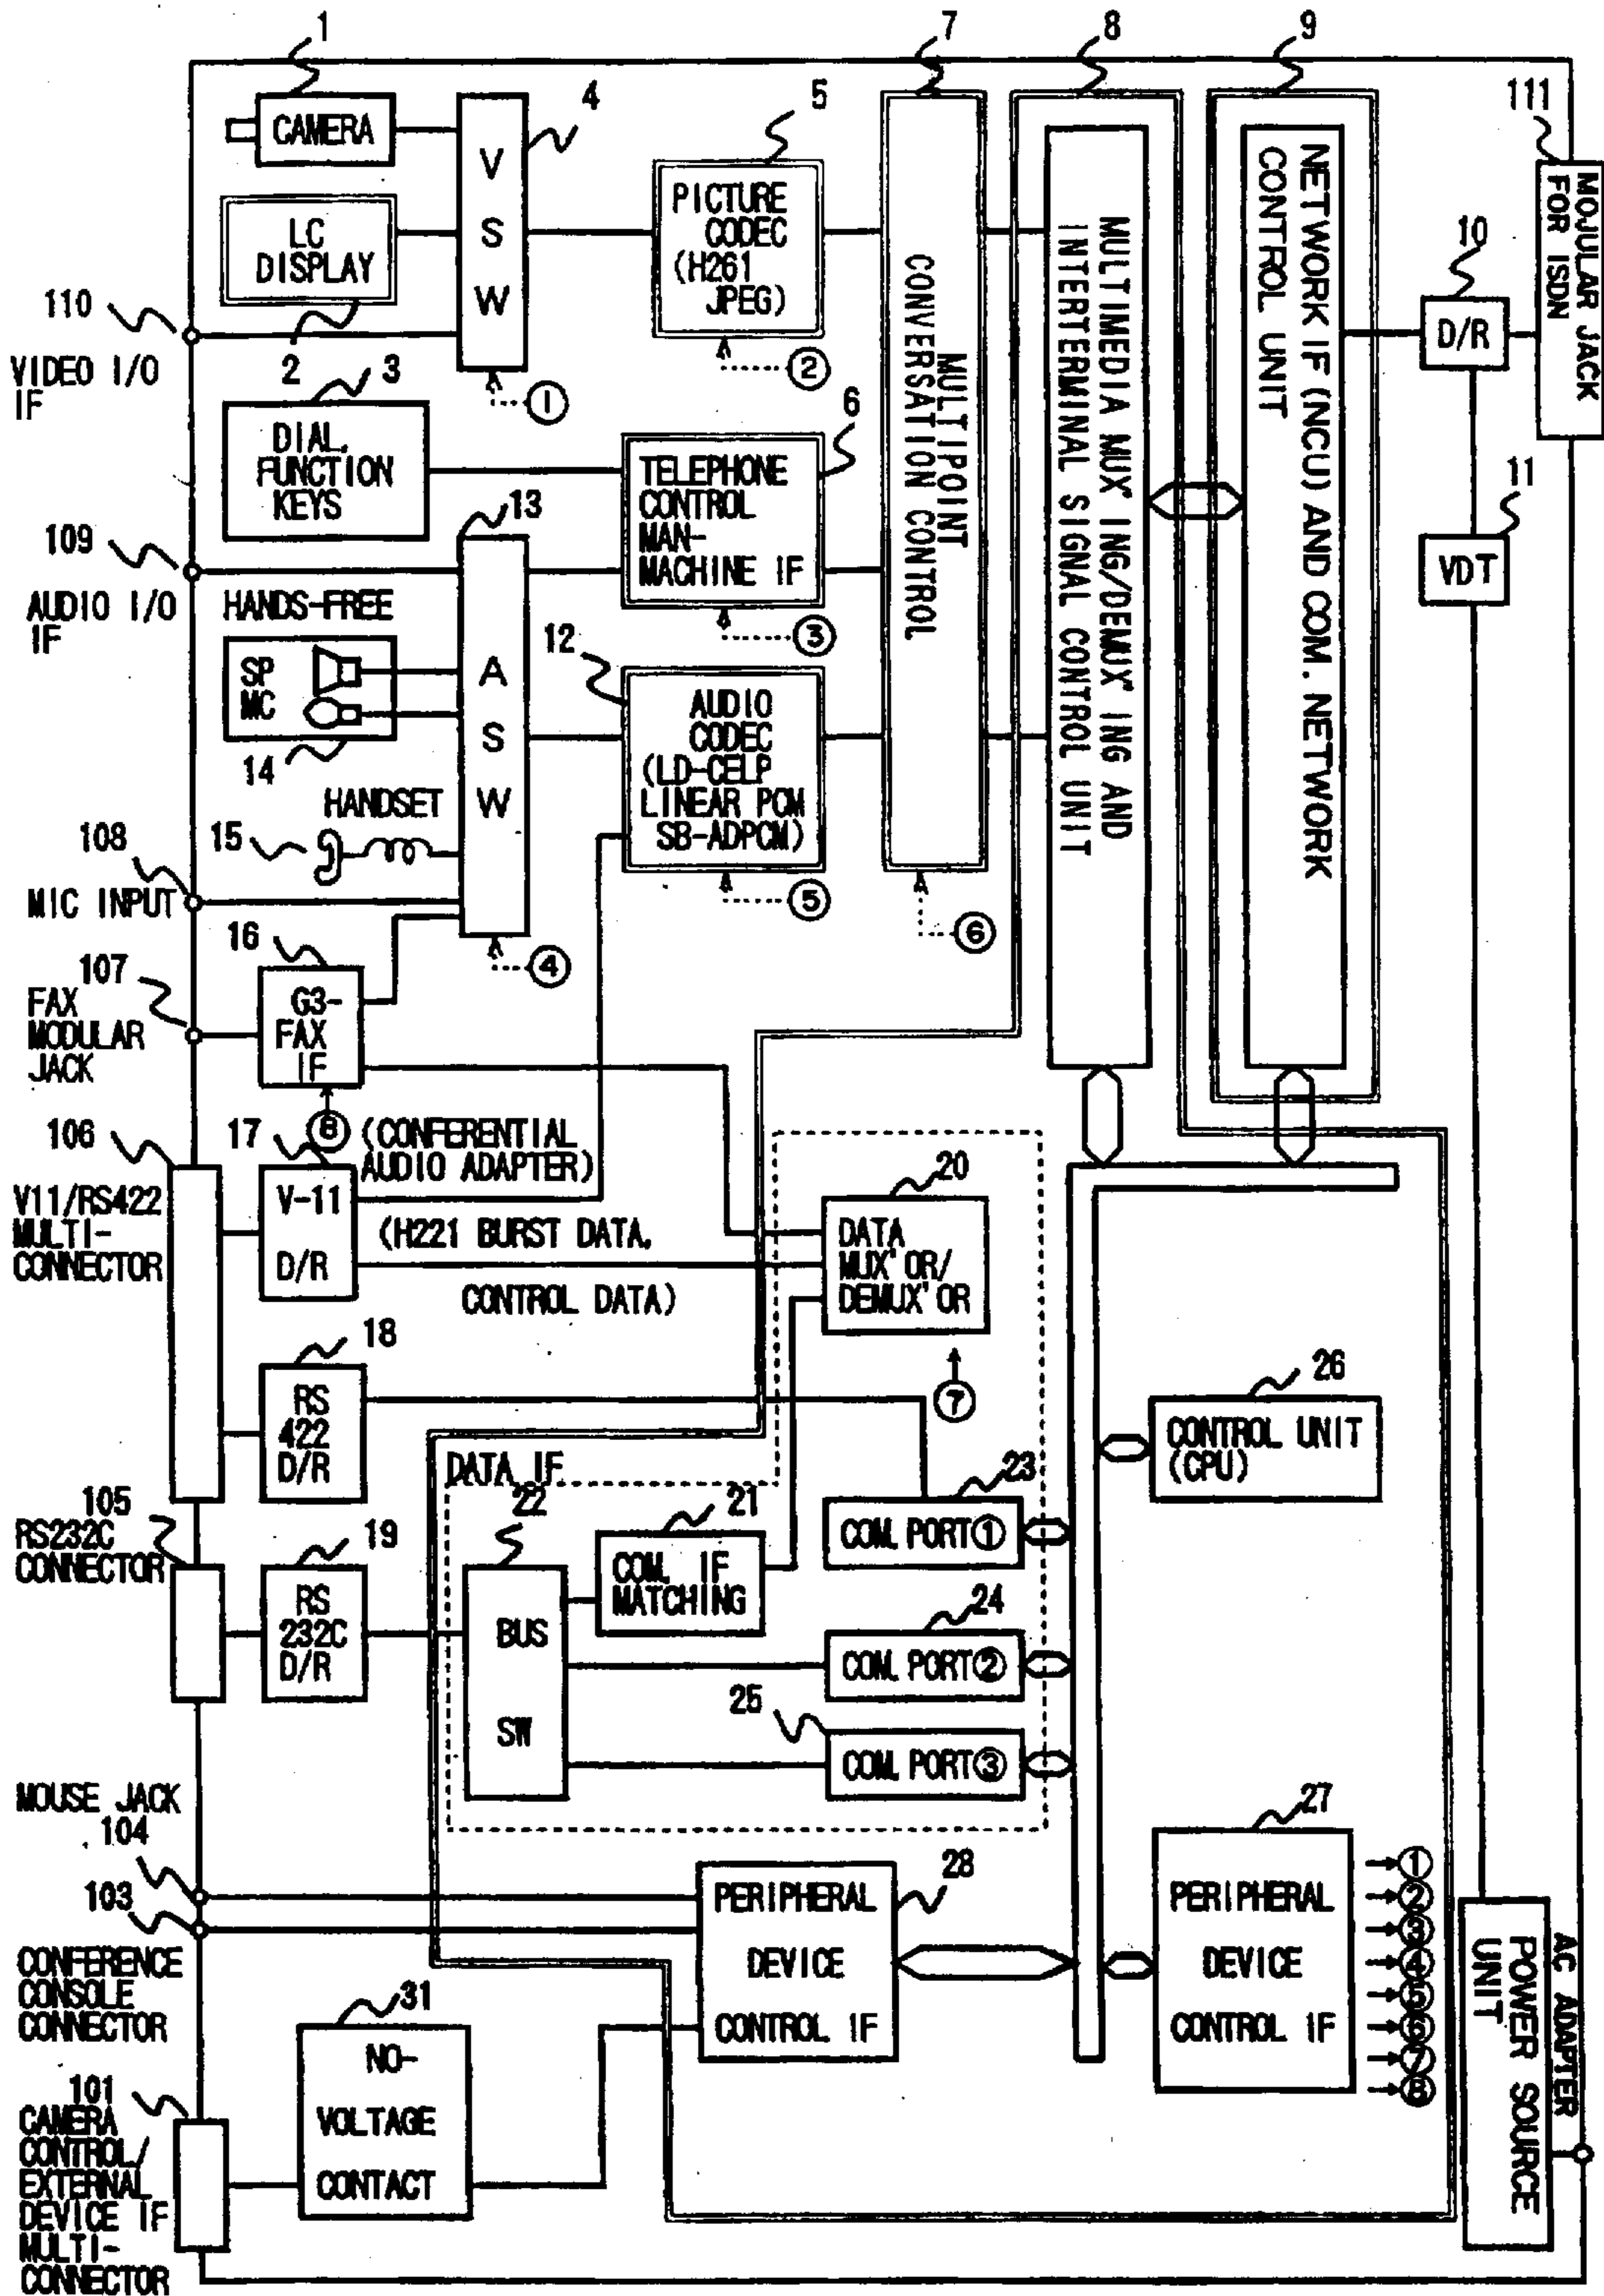 1
7
8
9
CAMERA
4
5
111
V
S
W
MOJULAR JACK
FOR ISDN
LC
DISPLAY
PICTURE
CODEC
(H261
JPEG)
MULTIPOINT
CONVERSATION CONTROL
MULTIMEDIA MUX' ING/DEMUX' ING AND
INTERTERMINAL SIGNAL CONTROL UNIT
NETWORK IF (NCU) AND COM. NETWORK
CONTROL UNIT
10
D/R
110
VIDEO I/O
IF
2
3
①
②
6
DIAL.
FUNCTION
KEYS
TELEPHONE
CONTROL
MAN-
MACHINE IF
11
VDT
13
109
AUDIO I/O
IF
HANDS-FREE
③
SP
MC
14
A
S
W
12
AUDIO
CODEC
(LD-CELP
LINEAR PCM
SB-ADPCM)
HANDSET
15
108
MIC INPUT
⑤
⑥
④
16
107
FAX
MODULAR
JACK
G3-
FAX
IF
⑧
106
17
(CONFERENTIAL
AUDIO ADAPTER)
V11/RS422
MULTI-
CONNECTOR
V-11
D/R
(H221 BURST DATA,
CONTROL DATA)
20
DATA
MUX' OR/
DEMUX' OR
⑦
18
RS
422
D/R
26
CONTROL UNIT
(CPU)
DATA IF
105
RS232C
CONNECTOR
19
22
21
23
COM. PORT①
RS
232C
D/R
BUS
SW
COM. IF
MATCHING
24
COM. PORT②
25
COM. PORT③
MOUSE JACK
104
103
28
27
PERIPHERAL
DEVICE
CONTROL IF
PERIPHERAL
DEVICE
CONTROL IF
①
②
③
④
⑤
⑥
⑦
⑧
POWER SOURCE
UNIT
AC ADAPTER
CONFERENCE
CONSOLE
CONNECTOR
31
NO-
VOLTAGE
CONTACT
101
CAMERA
CONTROL/
EXTERNAL
DEVICE IF
MULTI-
CONNECTOR